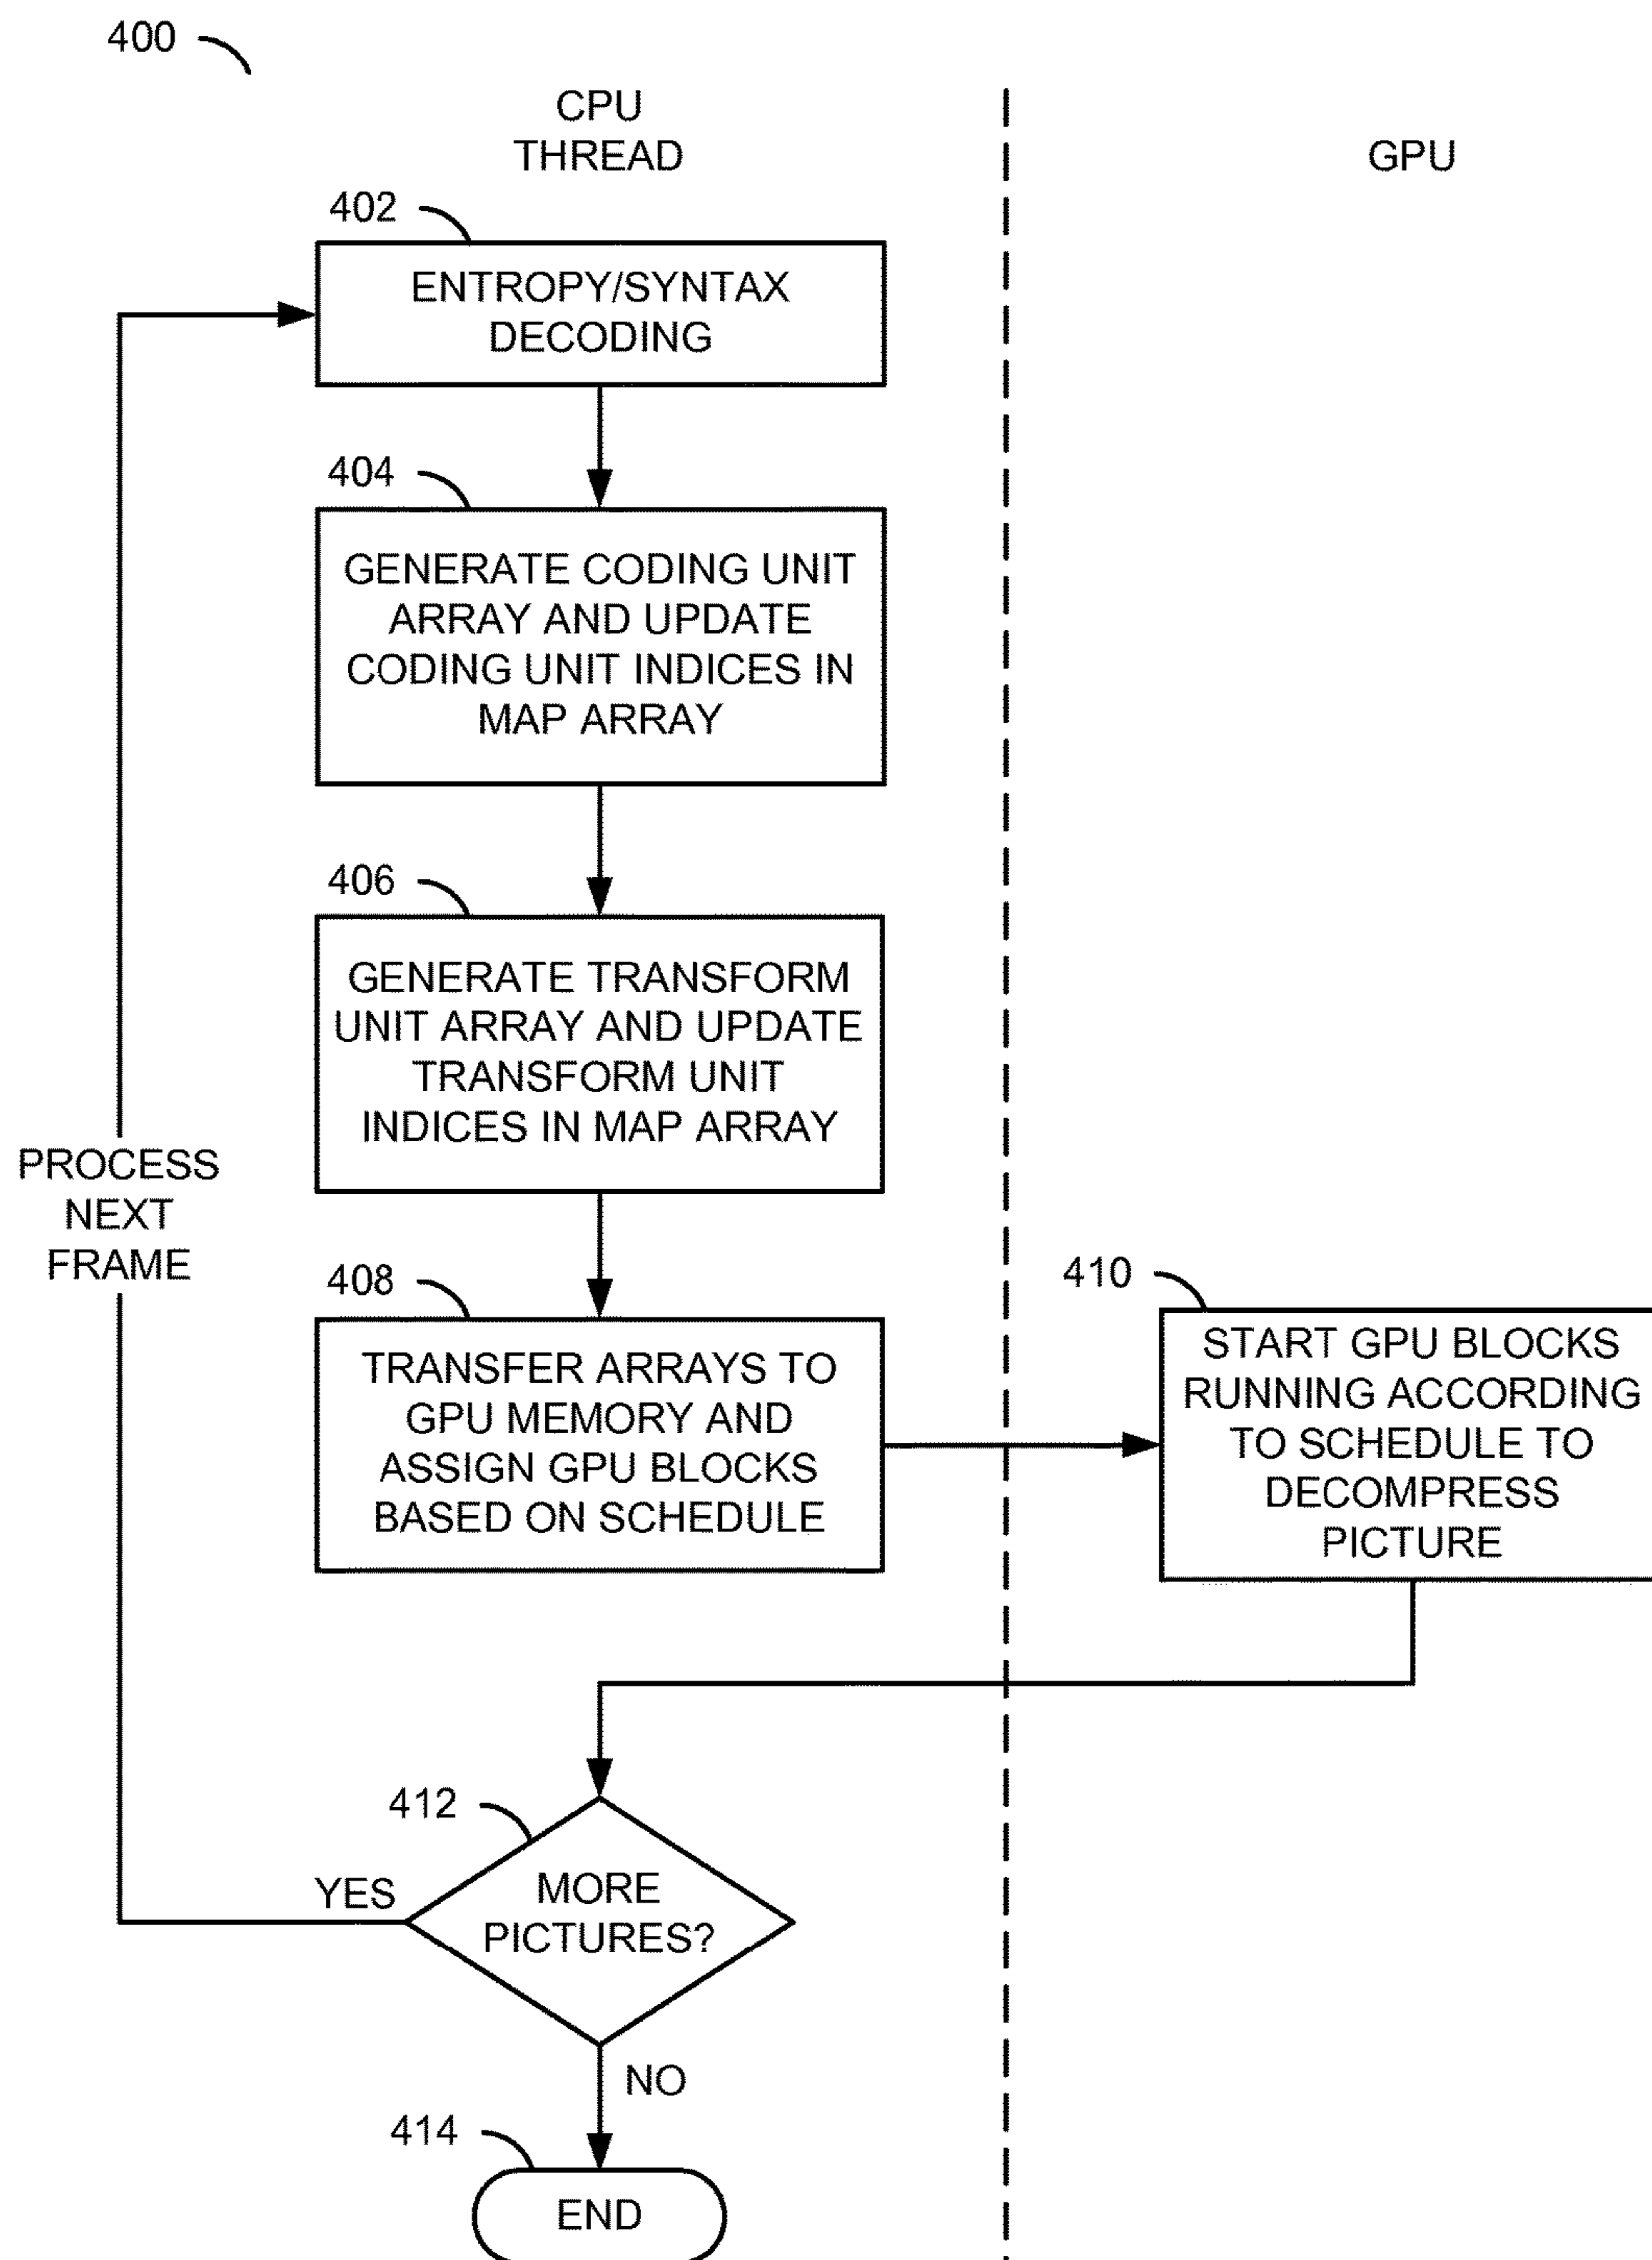 400
CPU
THREAD
GPU
402
ENTROPY/SYNTAX
DECODING
404
GENERATE CODING UNIT
ARRAY AND UPDATE
CODING UNIT INDICES IN
MAP ARRAY
406
GENERATE TRANSFORM
UNIT ARRAY AND UPDATE
TRANSFORM UNIT
INDICES IN MAP ARRAY
PROCESS
NEXT
FRAME
408
TRANSFER ARRAYS TO
GPU MEMORY AND
ASSIGN GPU BLOCKS
BASED ON SCHEDULE
410
START GPU BLOCKS
RUNNING ACCORDING
TO SCHEDULE TO
DECOMPRESS
PICTURE
412
MORE
PICTURES?
YES
NO
414
END